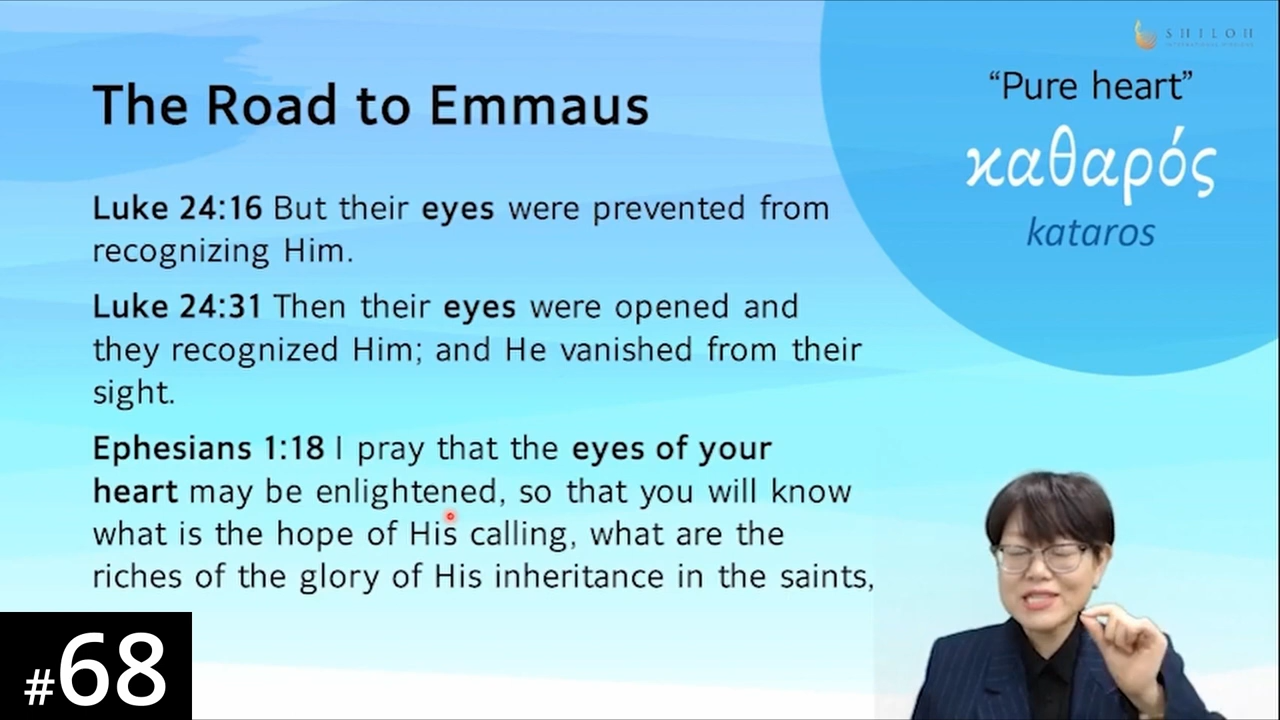 SHILOH
The Road to Emmaus
"Pure heart"
καθαρός
kataros
Luke 24:16 But their eyes were prevented from
recognizing Him.
Luke 24:31 Then their eyes were opened and
they recognized Him; and He vanished from their
sight.
Ephesians 1:18 I pray that the eyes of your
heart may be enlightened, so that you will know
what is the hope of His calling, what are the
riches of the glory of His inheritance in the saints,
#68